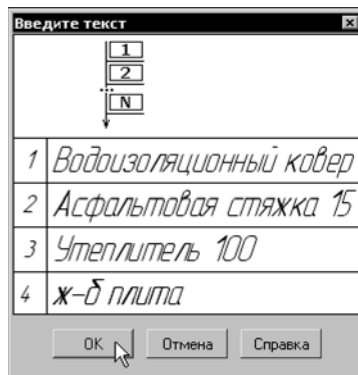 Введите текст
1
2
N
1 Водоизоляционный ковер
2 Асфальтовая стяжка 15
3 Утеплитель 100
4 ж-б плита
OK Отмена Справка